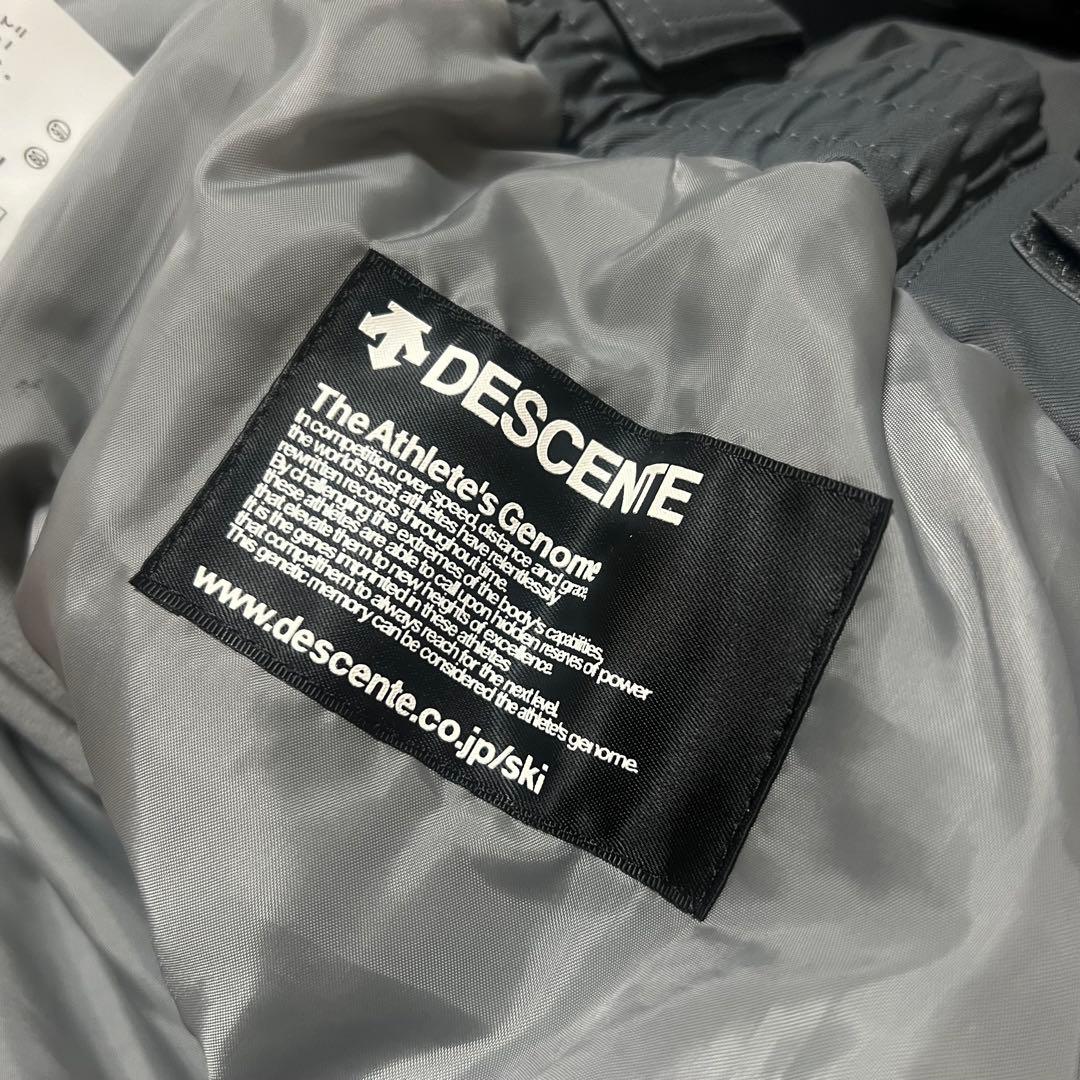 DESCENTE
The Athlete's Genome
In competition over speed, distance and grace,
the world's best athletes have relentlessly
rewritten records throughout time.
By challenging the extremes of the body's capabilities,
these athletes are able to call upon hidden reserves of power
that elevate them to new heights of excellence.
It is the genes imprinted in these athletes
that compel them to always reach for the next level.
This genetic memory can be considered the athlete's genome.
www.descente.co.jp/ski